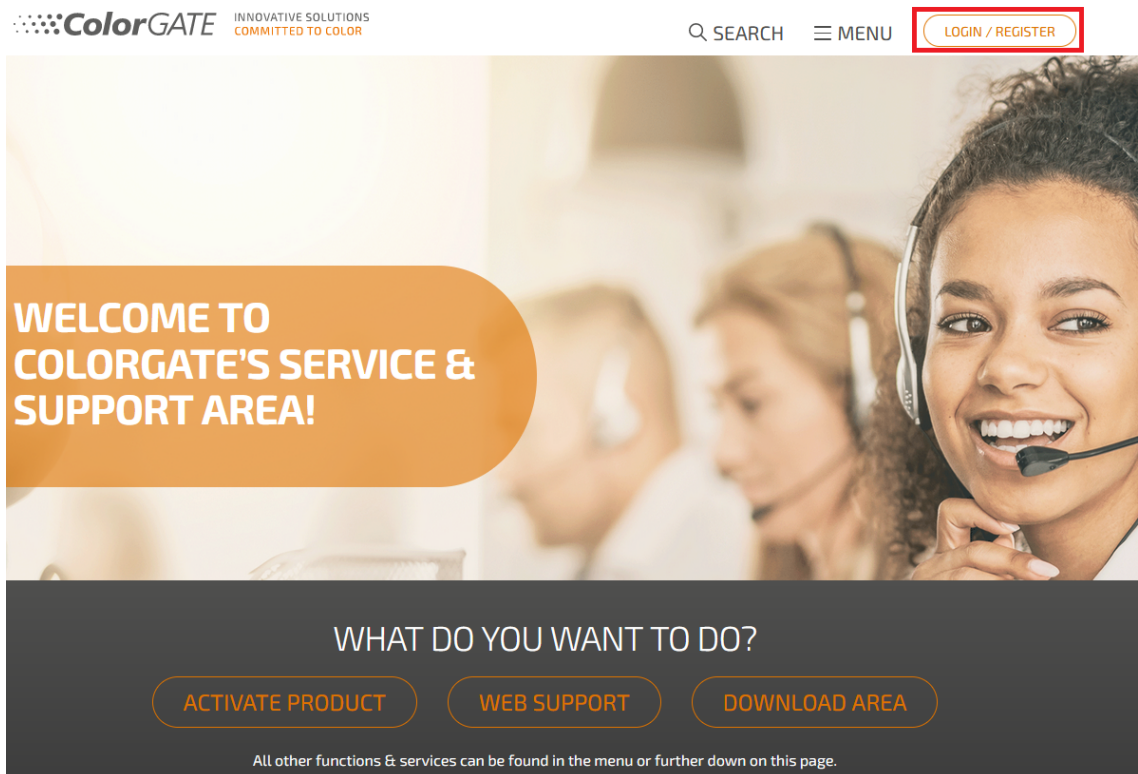 ColorGATE
INNOVATIVE SOLUTIONS
COMMITTED TO COLOR
SEARCH
MENU
LOGIN / REGISTER
WELCOME TO
COLORGATE’S SERVICE &
SUPPORT AREA!
WHAT DO YOU WANT TO DO?
ACTIVATE PRODUCT
WEB SUPPORT
DOWNLOAD AREA
All other functions & services can be found in the menu or further down on this page.